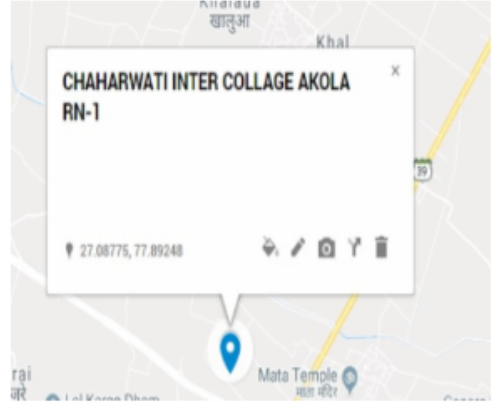 खालुआ
Khal
CHAHARWATI INTER COLLAGE AKOLA
RN-1
39
27.08775, 77.89248
Mata Temple
माता मंदिर
rai